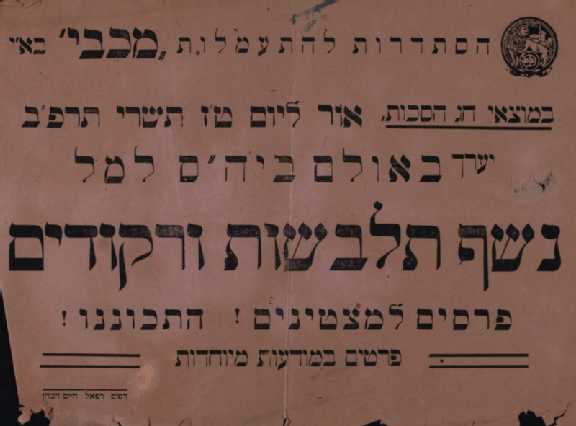 הסתדרות להתעמלות „מכבי" בא"י
במוצאי חג הסכות, אור ליום ט"ז תשרי תרפ"ב
יערך באולם ביה"ס למל
נשף תלבשות ורקודים
פרסים למצטינים! התכוננו!
פרטים במודעות מיוחדות
דפוס רפאל חיים הכהן